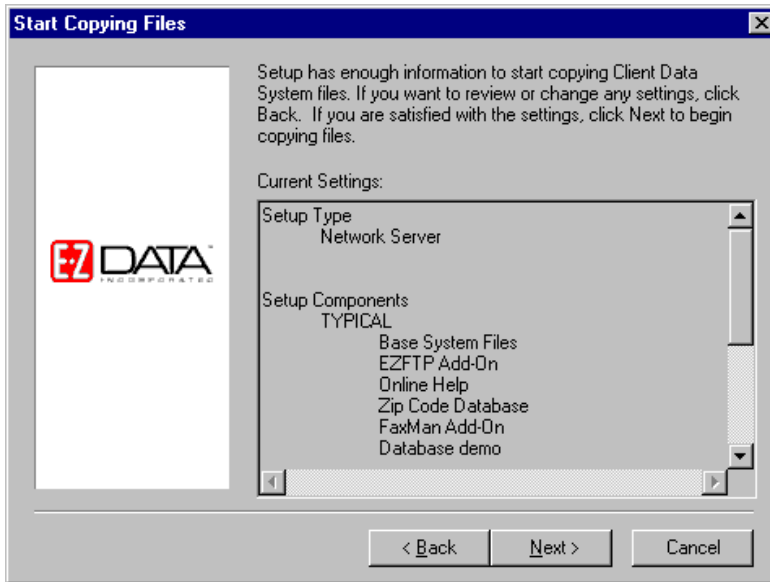 Start Copying Files
Setup has enough information to start copying Client Data
System files. If you want to review or change any settings, click
Back.  If you are satisfied with the settings, click Next to begin
copying files.
Current Settings:
Setup Type
Network Server
Setup Components
TYPICAL
Base System Files
EZFTP Add-On
Online Help
Zip Code Database
FaxMan Add-On
Database demo
E-Z DATA™
INCORPORATED
< Back
Next >
Cancel